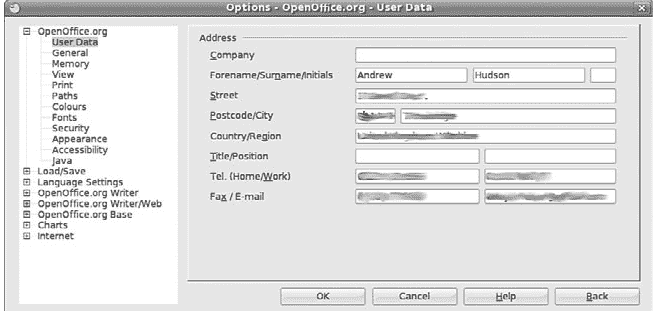 Options - OpenOffice.org - User Data
OpenOffice.org
User Data
General
Memory
View
Print
Paths
Colours
Fonts
Security
Appearance
Accessibility
Java
Load/Save
Language Settings
OpenOffice.org Writer
OpenOffice.org Writer/Web
OpenOffice.org Base
Charts
Internet
Address
Company
Forename/Surname/Initials Andrew Hudson
Street
Postcode/City
Country/Region
Title/Position
Tel. (Home/Work)
Fax / E-mail
OK Cancel Help Back